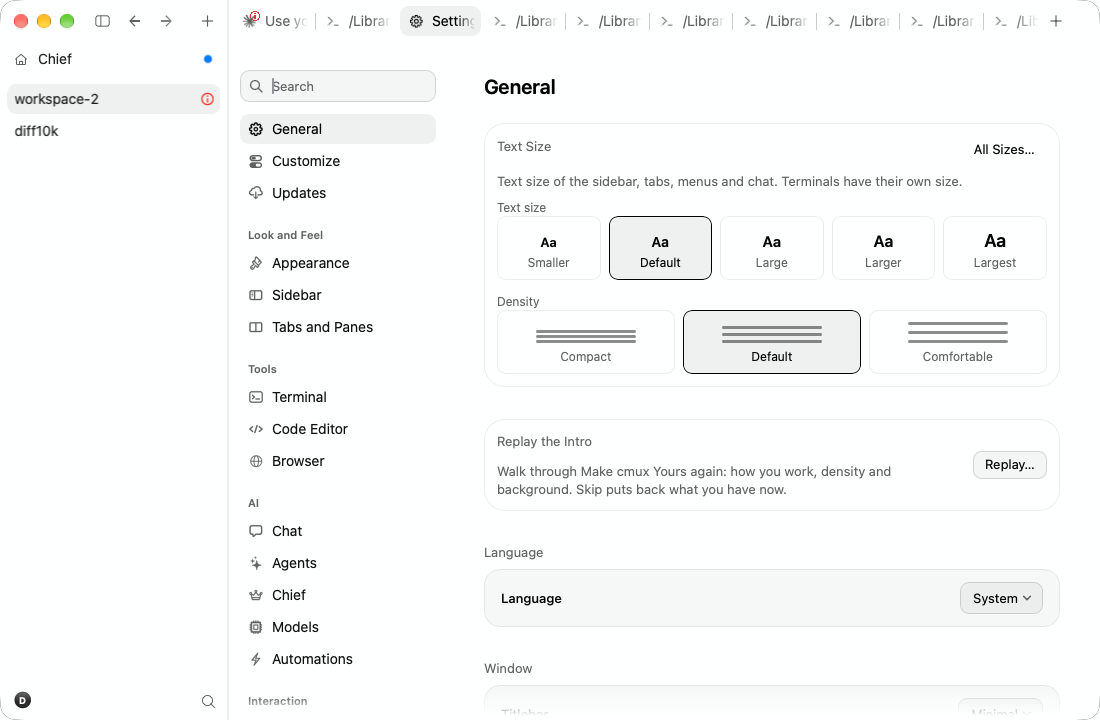 Use yo
/Librar
Setting
/Librar
/Librar
/Librar
/Librar
/Librar
/Librar
/Lib
Chief
workspace-2
diff10k
D
Search
General
Customize
Updates
Look and Feel
Appearance
Sidebar
Tabs and Panes
Tools
Terminal
Code Editor
Browser
AI
Chat
Agents
Chief
Models
Automations
Interaction
General
Text Size
All Sizes...
Text size of the sidebar, tabs, menus and chat. Terminals have their own size.
Text size
Aa Aa Aa Aa Aa
Smaller Default Large Larger Largest
Density
Compact Default Comfortable
Replay the Intro
Walk through Make cmux Yours again: how you work, density and
background. Skip puts back what you have now.
Replay...
Language
Language System
Window
Titlebar Minimal